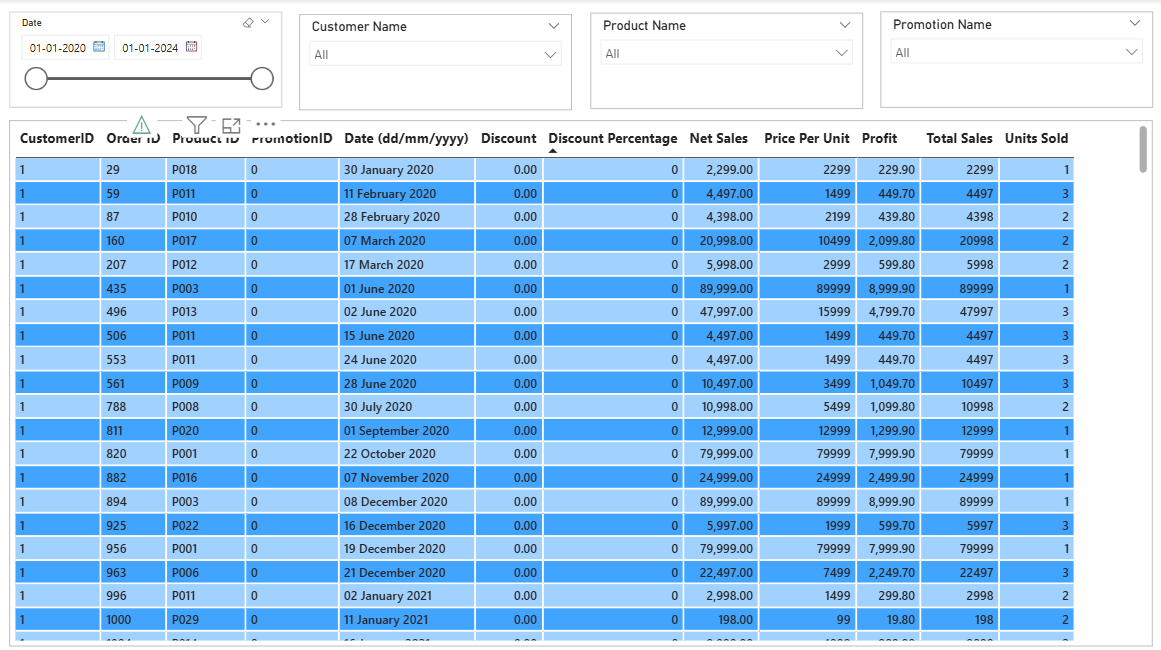 Date
01-01-2020 01-01-2024
Customer Name
All
Product Name
All
Promotion Name
All
CustomerID Order ID Product ID PromotionID Date (dd/mm/yyyy) Discount Discount Percentage Net Sales Price Per Unit Profit Total Sales Units Sold
1 29 P018 0 30 January 2020 0.00 0 2,299.00 2299 229.90 2299 1
1 59 P011 0 11 February 2020 0.00 0 4,497.00 1499 449.70 4497 3
1 87 P010 0 28 February 2020 0.00 0 4,398.00 2199 439.80 4398 2
1 160 P017 0 07 March 2020 0.00 0 20,998.00 10499 2,099.80 20998 2
1 207 P012 0 17 March 2020 0.00 0 5,998.00 2999 599.80 5998 2
1 435 P003 0 01 June 2020 0.00 0 89,999.00 89999 8,999.90 89999 1
1 496 P013 0 02 June 2020 0.00 0 47,997.00 15999 4,799.70 47997 3
1 506 P011 0 15 June 2020 0.00 0 4,497.00 1499 449.70 4497 3
1 553 P011 0 24 June 2020 0.00 0 4,497.00 1499 449.70 4497 3
1 561 P009 0 28 June 2020 0.00 0 10,497.00 3499 1,049.70 10497 3
1 788 P008 0 30 July 2020 0.00 0 10,998.00 5499 1,099.80 10998 2
1 811 P020 0 01 September 2020 0.00 0 12,999.00 12999 1,299.90 12999 1
1 820 P001 0 22 October 2020 0.00 0 79,999.00 79999 7,999.90 79999 1
1 882 P016 0 07 November 2020 0.00 0 24,999.00 24999 2,499.90 24999 1
1 894 P003 0 08 December 2020 0.00 0 89,999.00 89999 8,999.90 89999 1
1 925 P022 0 16 December 2020 0.00 0 5,997.00 1999 599.70 5997 3
1 956 P001 0 19 December 2020 0.00 0 79,999.00 79999 7,999.90 79999 1
1 963 P006 0 21 December 2020 0.00 0 22,497.00 7499 2,249.70 22497 3
1 996 P011 0 02 January 2021 0.00 0 2,998.00 1499 299.80 2998 2
1 1000 P029 0 11 January 2021 0.00 0 198.00 99 19.80 198 2